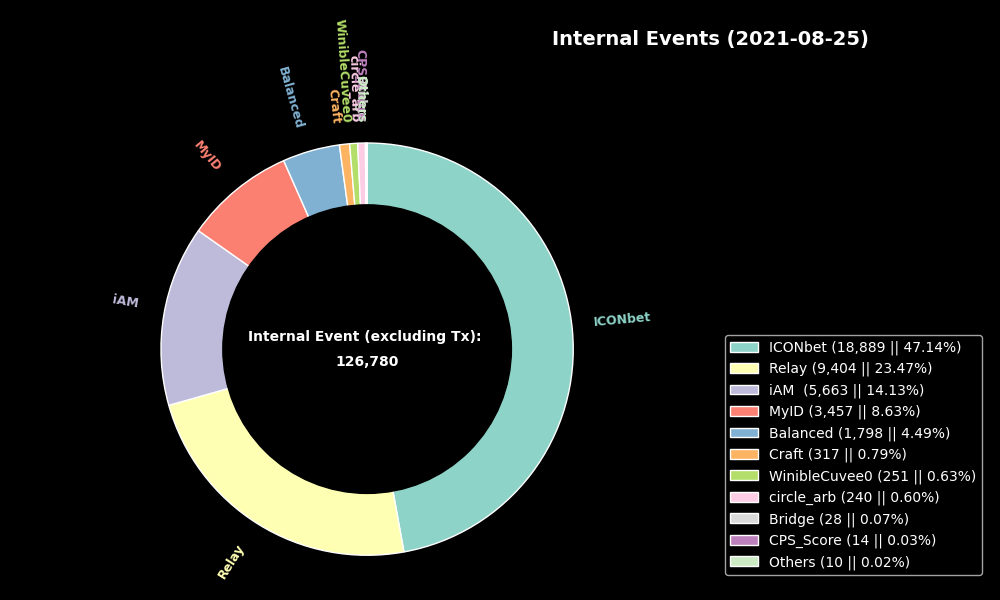 Internal Events (2021-08-25)
WinibleCuvee0
circle_arb
Others
Craft
Balanced
MyID
iAM
Relay
ICONbet
Internal Event (excluding Tx):
126,780
ICONbet (18,889 || 47.14%)
Relay (9,404 || 23.47%)
iAM  (5,663 || 14.13%)
MyID (3,457 || 8.63%)
Balanced (1,798 || 4.49%)
Craft (317 || 0.79%)
WinibleCuvee0 (251 || 0.63%)
circle_arb (240 || 0.60%)
Bridge (28 || 0.07%)
CPS_Score (14 || 0.03%)
Others (10 || 0.02%)